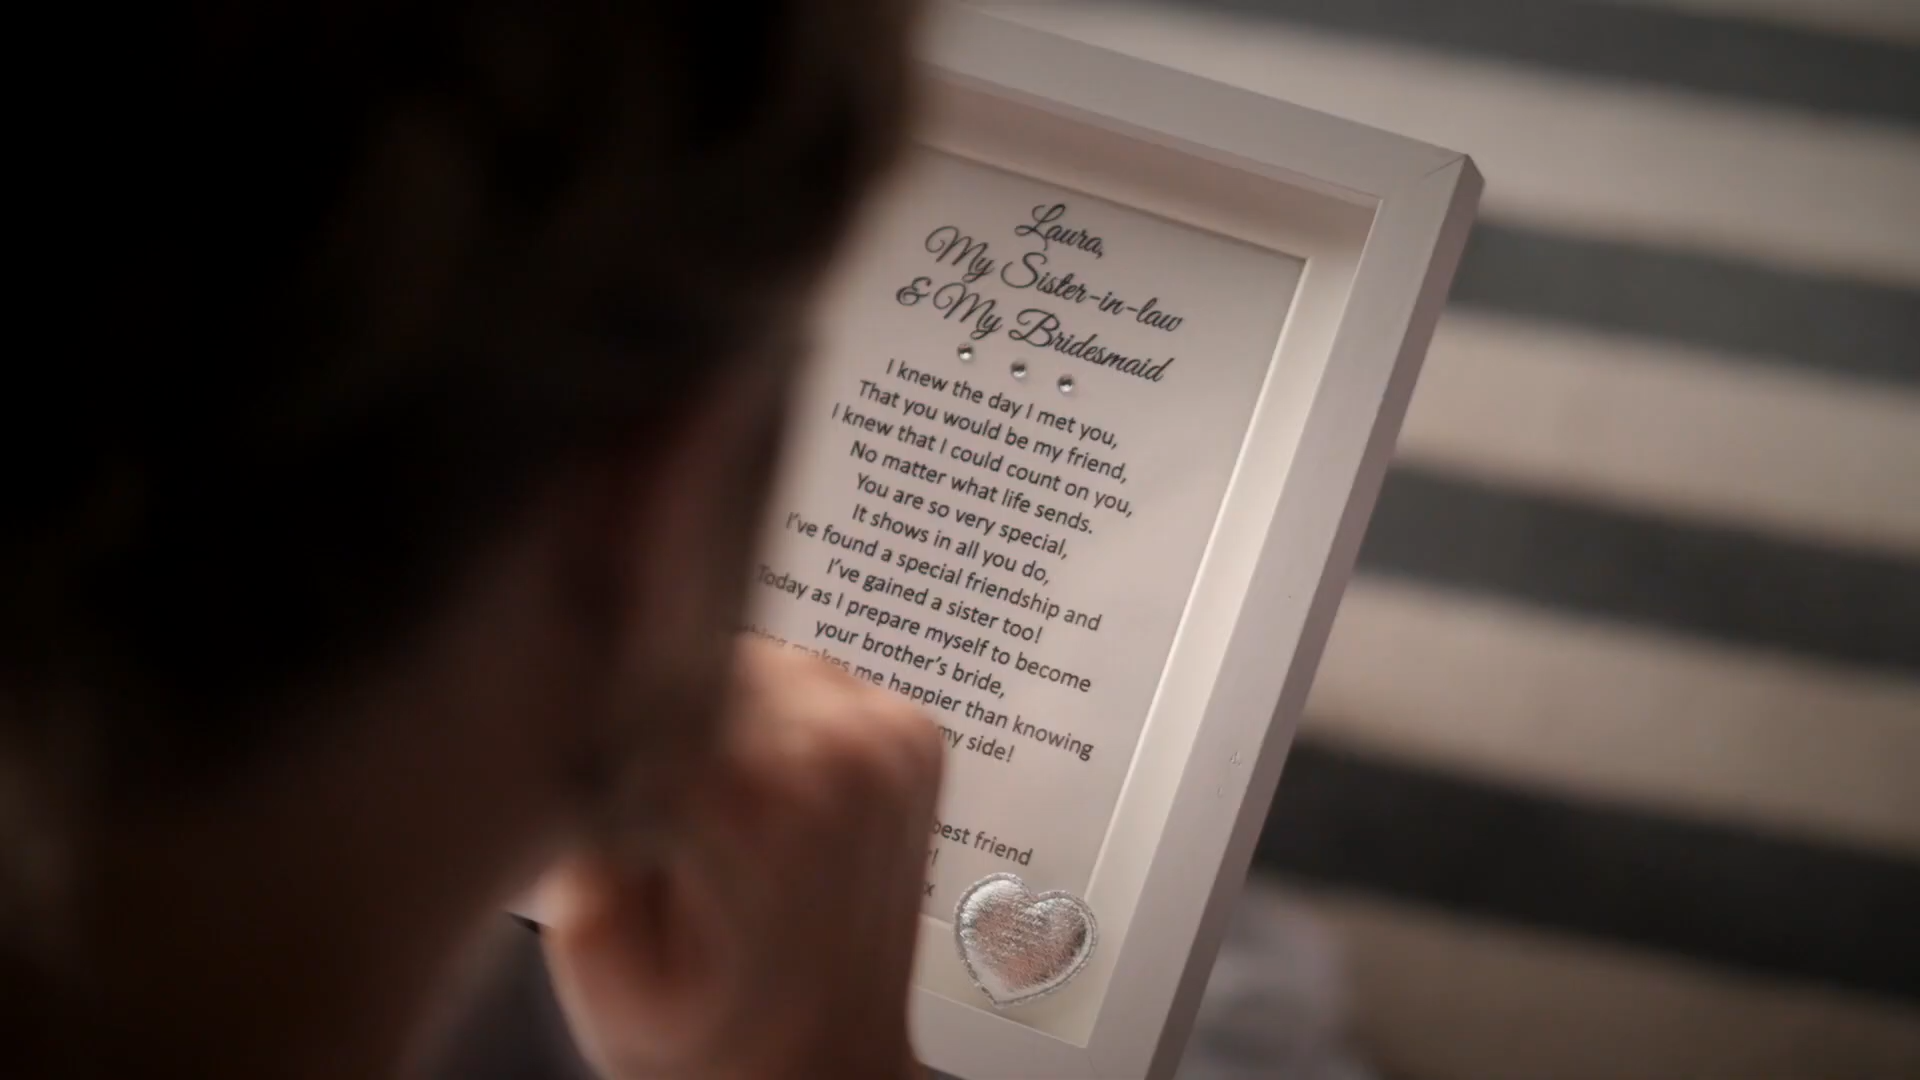 Laura,
My Sister-in-law
& My Bridesmaid
I knew the day I met you,
That you would be my friend,
I knew that I could count on you,
No matter what life sends.
You are so very special,
It shows in all you do,
I've found a special friendship and
I've gained a sister too!
Today as I prepare myself to become
your brother's bride,
makes me happier than knowing
my side!
best friend
x